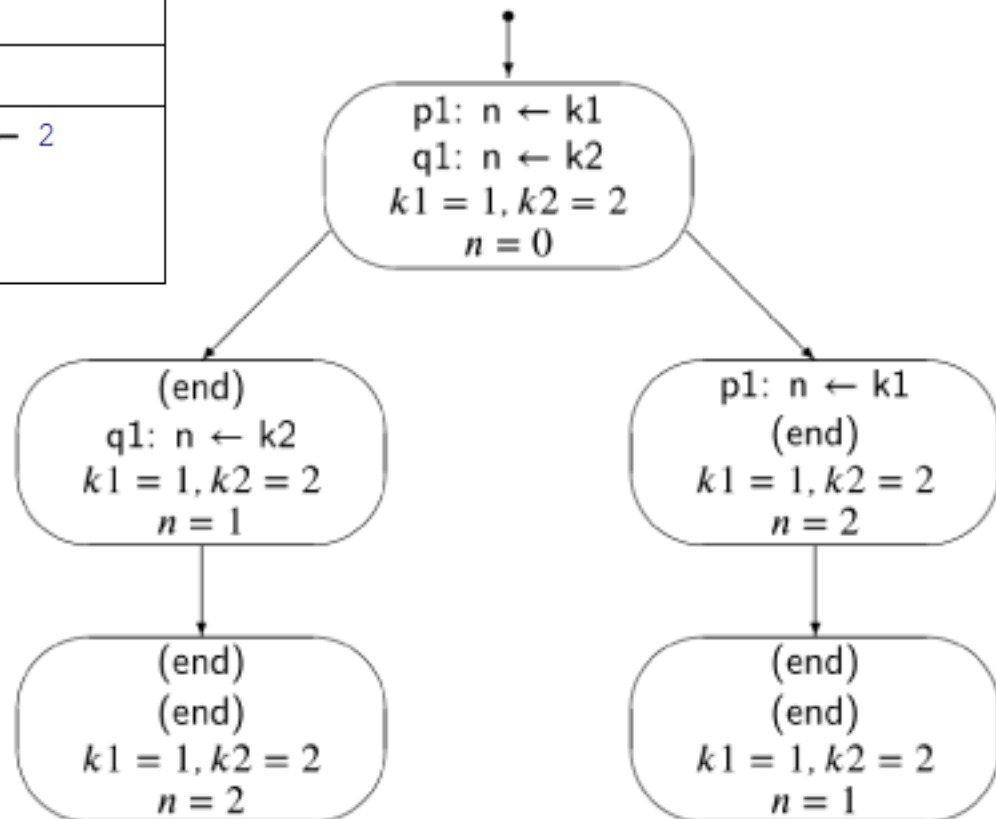 ← 2
p1: n ← k1
q1: n ← k2
k1 = 1, k2 = 2
n = 0
(end)
q1: n ← k2
k1 = 1, k2 = 2
n = 1
p1: n ← k1
(end)
k1 = 1, k2 = 2
n = 2
(end)
(end)
k1 = 1, k2 = 2
n = 2
(end)
(end)
k1 = 1, k2 = 2
n = 1